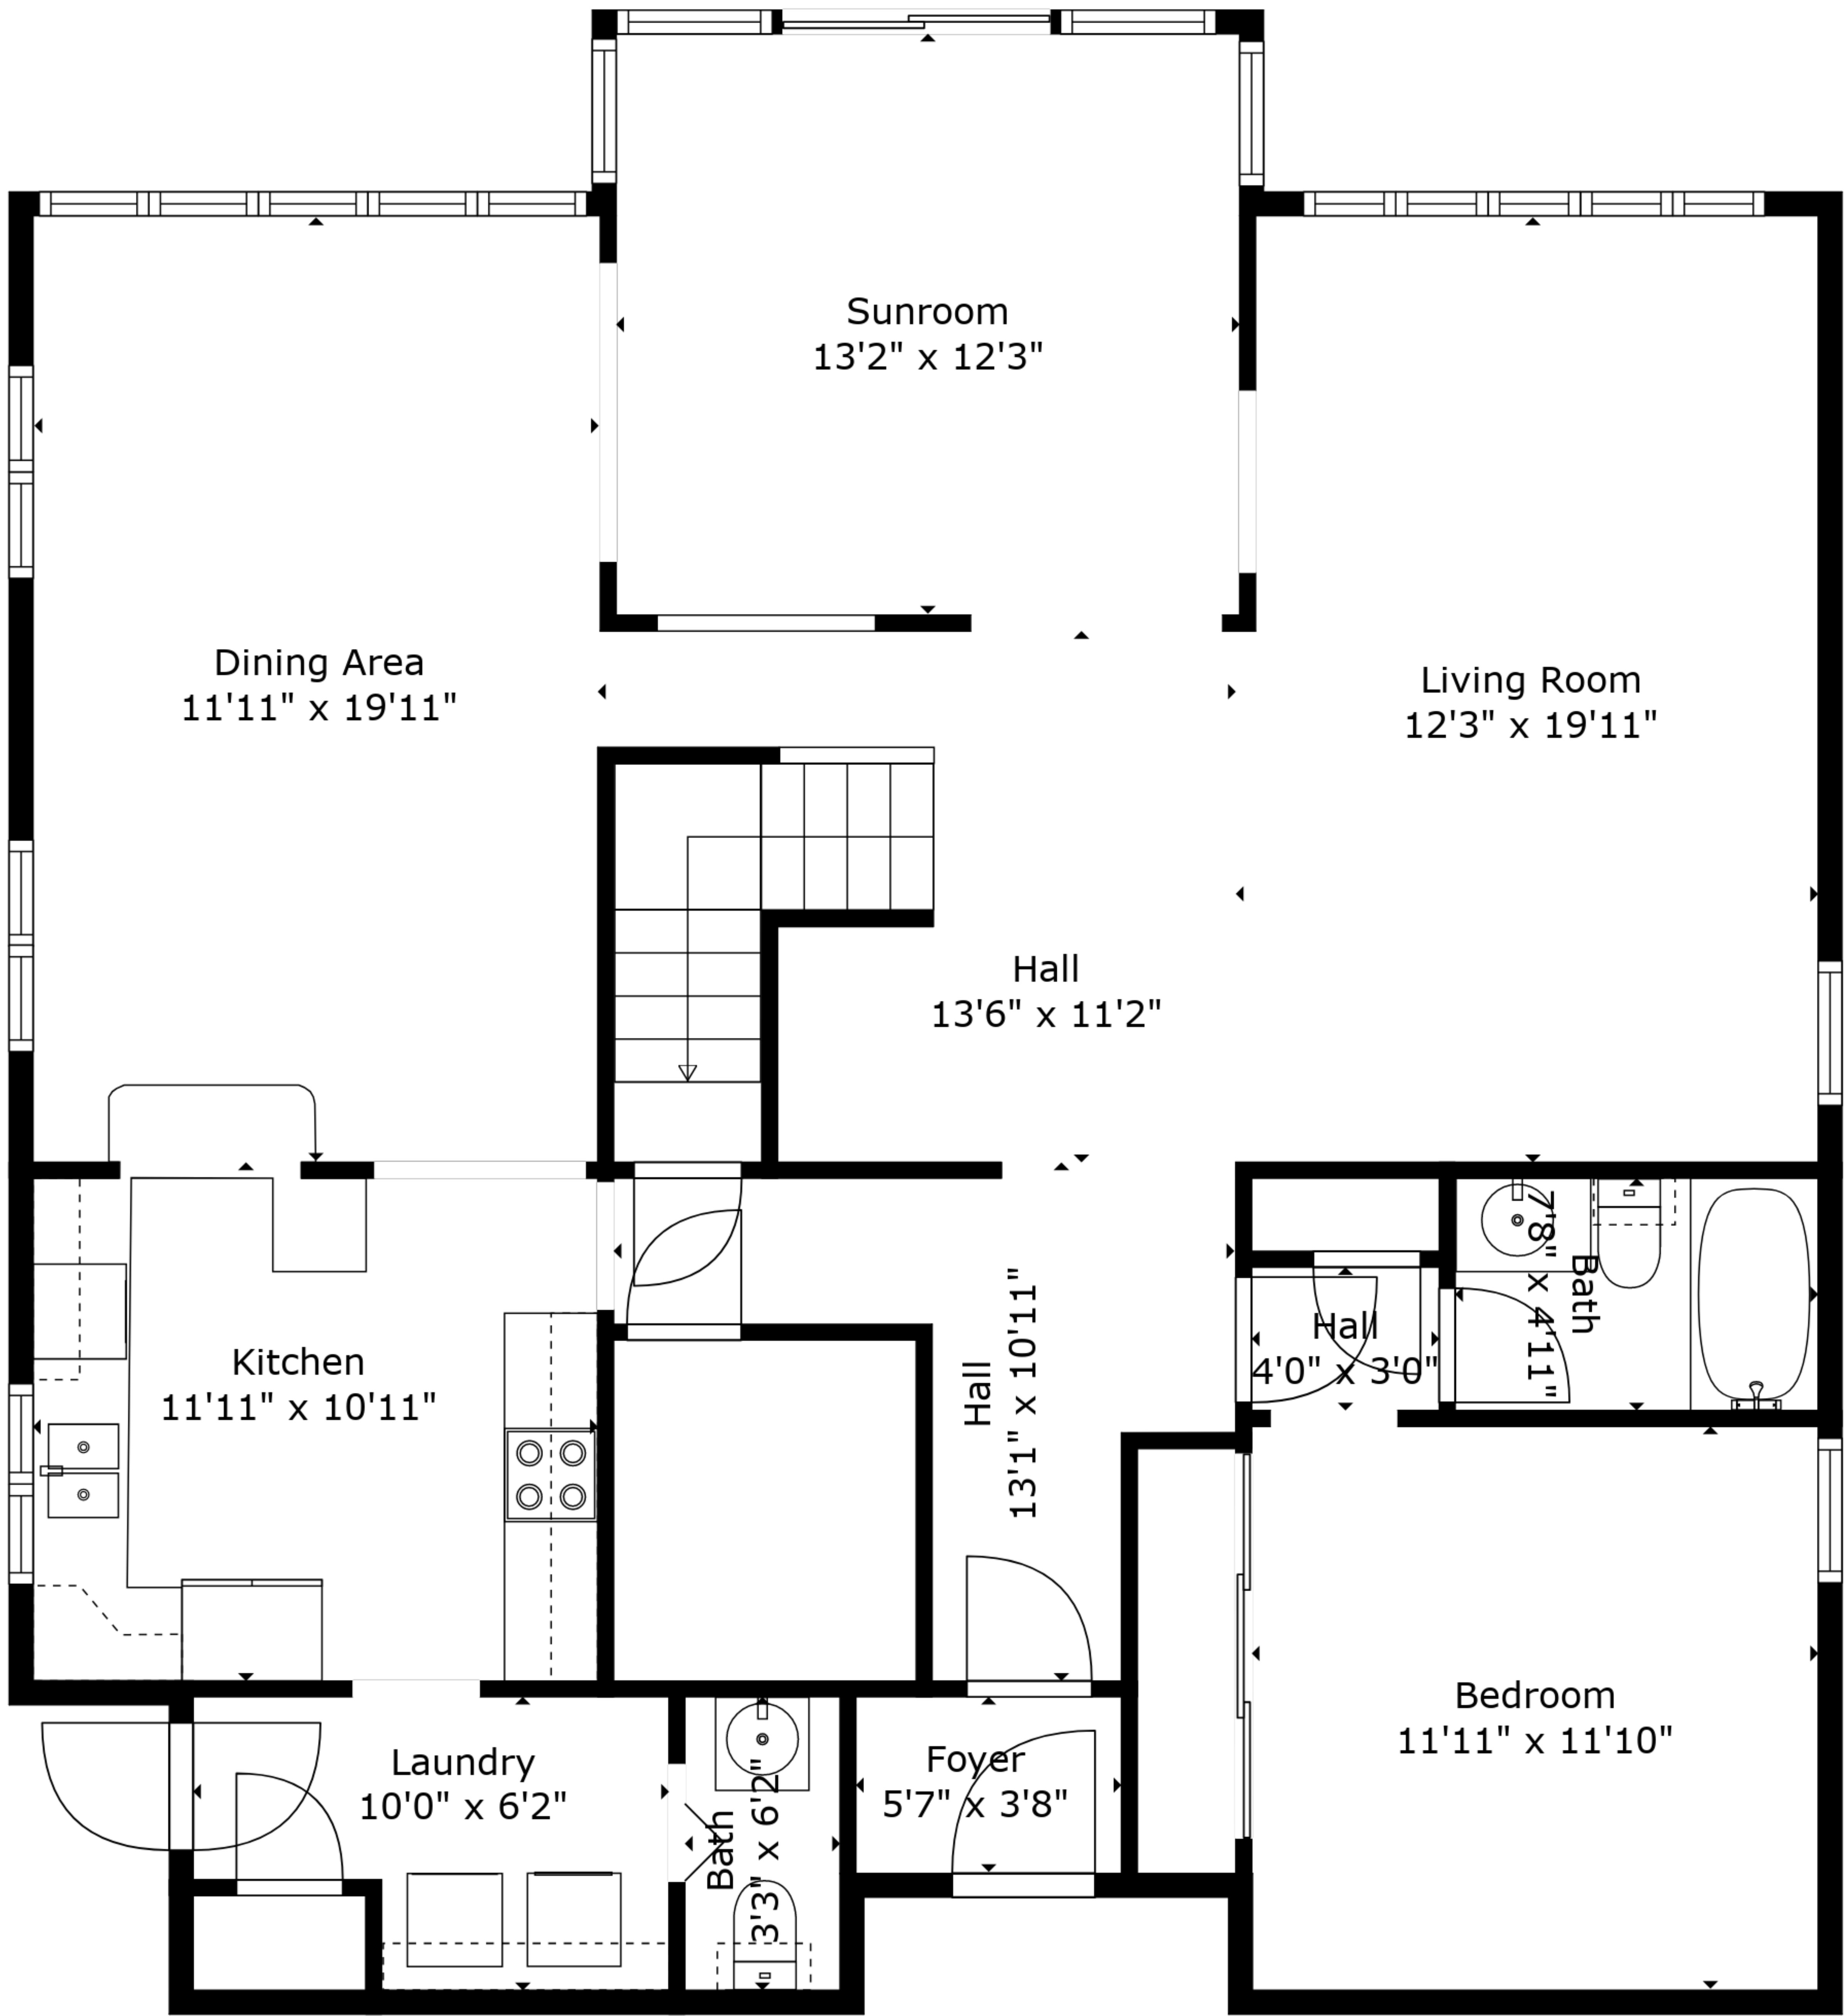 Sunroom
13'2" x 12'3"
Dining Area
11'11" x 19'11"
Living Room
12'3" x 19'11"
Hall
13'6" x 11'2"
Kitchen
11'11" x 10'11"
Hall
13'1" x 10'11"
Hall
4'0" x 3'0"
Bath
7'8" x 4'11"
Bedroom
11'11" x 11'10"
Laundry
10'0" x 6'2"
Bath
3'3" x 6'2"
Foyer
5'7" x 3'8"